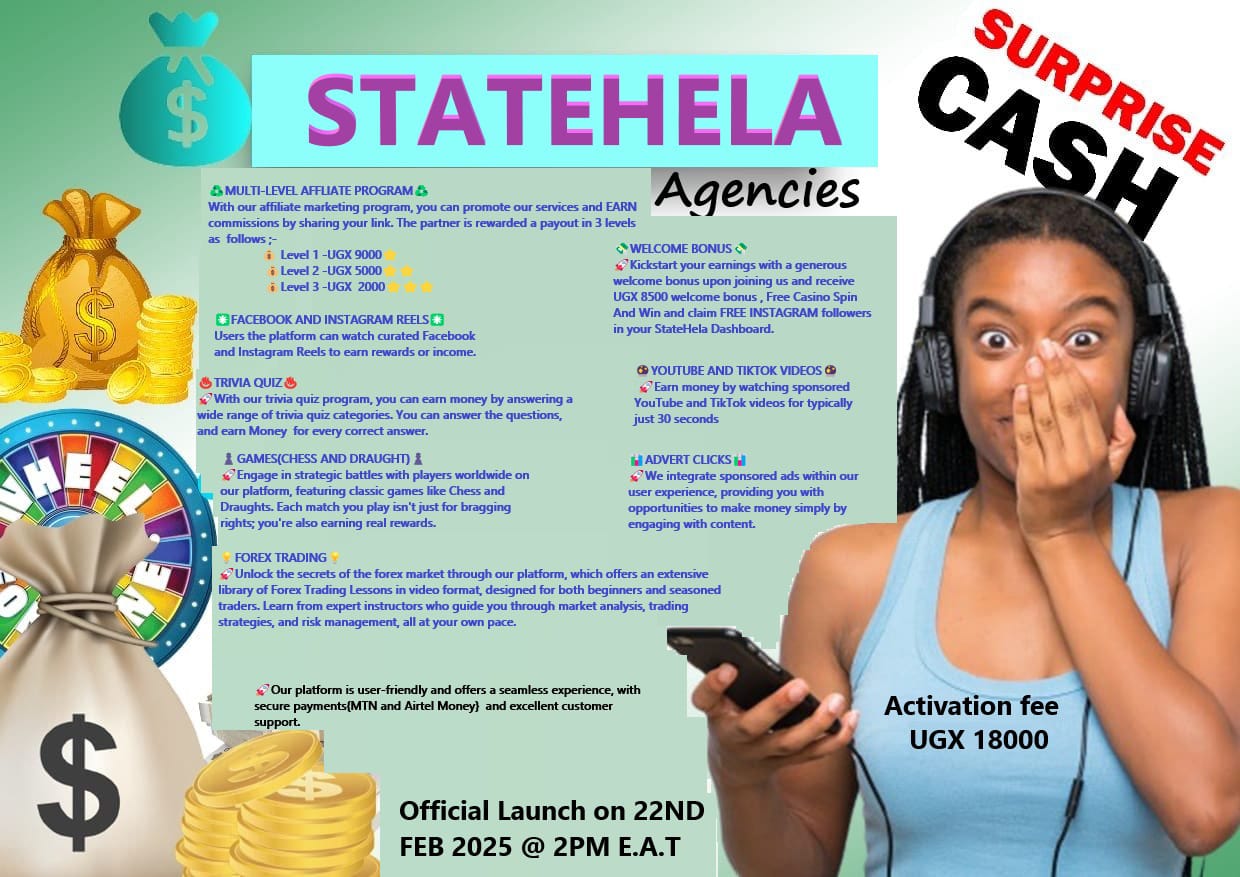 STATEHELA
SURPRISE
CASH
Agencies
♻MULTI-LEVEL AFFLIATE PROGRAM♻
With our affiliate marketing program, you can promote our services and EARN
commissions by sharing your link. The partner is rewarded a payout in 3 levels
as follows ;-
💰 Level 1 -UGX 9000⭐
💰 Level 2 -UGX 5000⭐⭐
💰 Level 3 -UGX 2000⭐⭐⭐
✳FACEBOOK AND INSTAGRAM REELS✳
Users the platform can watch curated Facebook
and Instagram Reels to earn rewards or income.
♨TRIVIA QUIZ♨
🚀With our trivia quiz program, you can earn money by answering a
wide range of trivia quiz categories. You can answer the questions,
and earn Money for every correct answer.
♟GAMES(CHESS AND DRAUGHT)♟
🚀Engage in strategic battles with players worldwide on
our platform, featuring classic games like Chess and
Draughts. Each match you play isn't just for bragging
rights; you're also earning real rewards.
💡FOREX TRADING💡
🚀Unlock the secrets of the forex market through our platform, which offers an extensive
library of Forex Trading Lessons in video format, designed for both beginners and seasoned
traders. Learn from expert instructors who guide you through market analysis, trading
strategies, and risk management, all at your own pace.
💸WELCOME BONUS💸
🚀Kickstart your earnings with a generous
welcome bonus upon joining us and receive
UGX 8500 welcome bonus , Free Casino Spin
And Win and claim FREE INSTAGRAM followers
in your StateHela Dashboard.
YOUTUBE AND TIKTOK VIDEOS
🚀Earn money by watching sponsored
YouTube and TikTok videos for typically
just 30 seconds
📊ADVERT CLICKS📊
🚀We integrate sponsored ads within our
user experience, providing you with
opportunities to make money simply by
engaging with content.
🚀Our platform is user-friendly and offers a seamless experience, with
secure payments(MTN and Airtel Money} and excellent customer
support.
Activation fee
UGX 18000
Official Launch on 22ND
FEB 2025 @ 2PM E.A.T
WHEEL
$
$
$
$